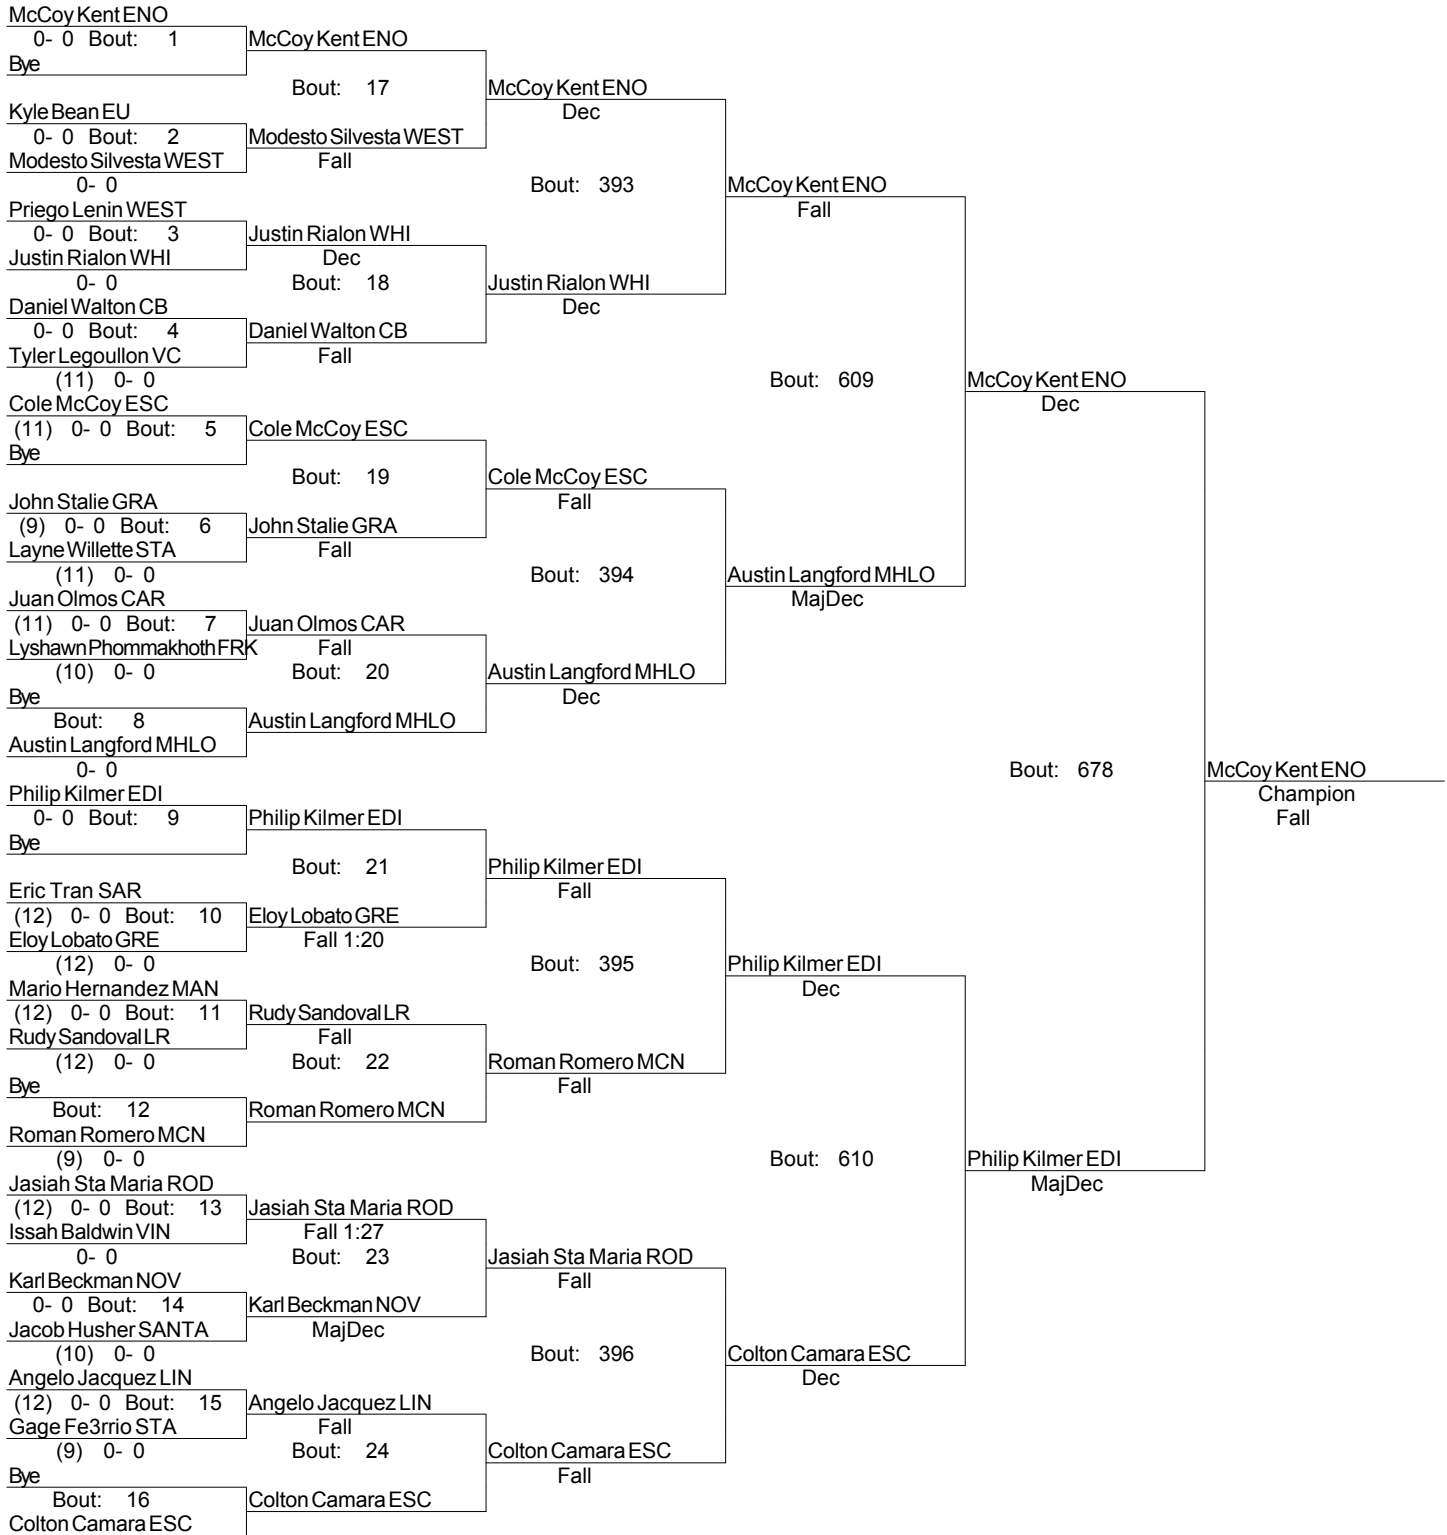 McCoy Kent ENO
0- 0 Bout: 1
McCoy Kent ENO
Bye
Bout: 17
McCoy Kent ENO
Kyle Bean EU
Dec
0- 0 Bout: 2
Modesto Silvesta WEST
Modesto Silvesta WEST
Fall
0- 0
Bout: 393
McCoy Kent ENO
Priego Lenin WEST
Fall
0- 0 Bout: 3
Justin Rialon WHI
Justin Rialon WHI
Dec
0- 0
Bout: 18
Justin Rialon WHI
Daniel Walton CB
Dec
0- 0 Bout: 4
Daniel Walton CB
Tyler Legoullon VC
Fall
(11) 0- 0
Bout: 609
McCoy Kent ENO
Cole McCoy ESC
Dec
(11) 0- 0 Bout: 5
Cole McCoy ESC
Bye
Bout: 19
Cole McCoy ESC
John Stalie GRA
Fall
(9) 0- 0 Bout: 6
John Stalie GRA
Layne Willette STA
Fall
(11) 0- 0
Bout: 394
Austin Langford MHLO
Juan Olmos CAR
MajDec
(11) 0- 0 Bout: 7
Juan Olmos CAR
Lyshawn Phommakhoth FRK
Fall
(10) 0- 0
Bout: 20
Austin Langford MHLO
Bye
Dec
Bout: 8
Austin Langford MHLO
Austin Langford MHLO
0- 0
Bout: 678
McCoy Kent ENO
Philip Kilmer EDI
Champion
0- 0 Bout: 9
Philip Kilmer EDI
Fall
Bye
Bout: 21
Philip Kilmer EDI
Eric Tran SAR
Fall
(12) 0- 0 Bout: 10
Eloy Lobato GRE
Eloy Lobato GRE
Fall 1:20
(12) 0- 0
Bout: 395
Philip Kilmer EDI
Mario Hernandez MAN
Dec
(12) 0- 0 Bout: 11
Rudy Sandoval LR
Rudy Sandoval LR
Fall
(12) 0- 0
Bout: 22
Roman Romero MCN
Bye
Fall
Bout: 12
Roman Romero MCN
Roman Romero MCN
(9) 0- 0
Bout: 610
Philip Kilmer EDI
Jasiah Sta Maria ROD
MajDec
(12) 0- 0 Bout: 13
Jasiah Sta Maria ROD
Issah Baldwin VIN
Fall 1:27
0- 0
Bout: 23
Jasiah Sta Maria ROD
Karl Beckman NOV
Fall
0- 0 Bout: 14
Karl Beckman NOV
Jacob Husher SANTA
MajDec
(10) 0- 0
Bout: 396
Colton Camara ESC
Angelo Jacquez LIN
Dec
(12) 0- 0 Bout: 15
Angelo Jacquez LIN
Gage Fe3rrio STA
Fall
(9) 0- 0
Bout: 24
Colton Camara ESC
Bye
Fall
Bout: 16
Colton Camara ESC
Colton Camara ESC